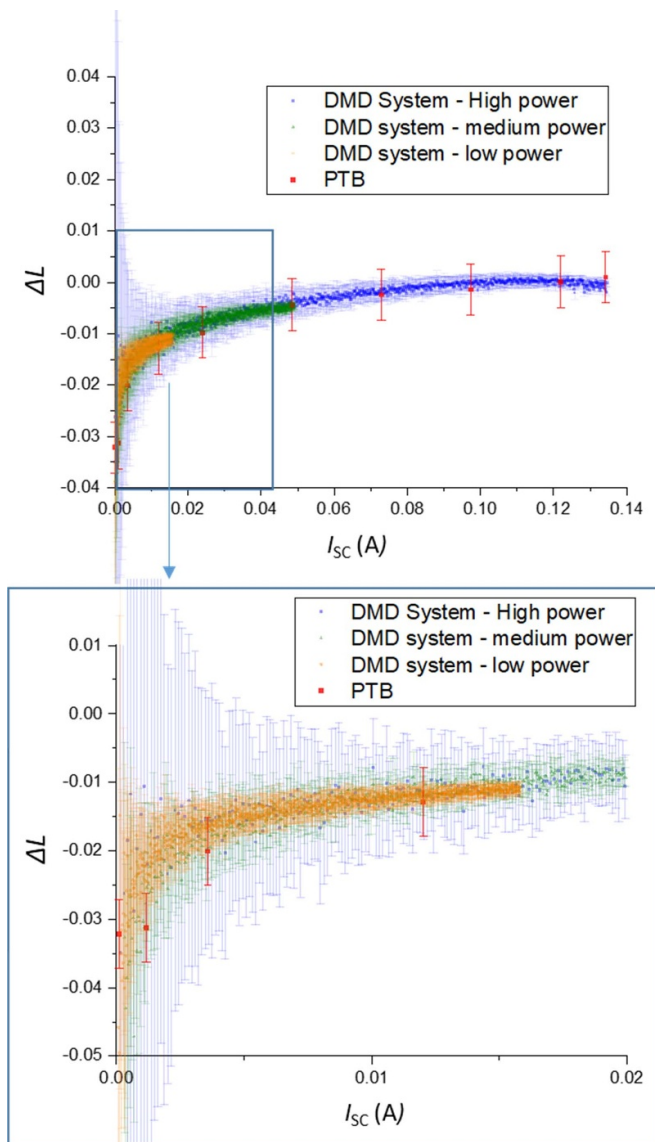 0.04
0.03
0.02
0.01
0.00
-0.01
-0.02
-0.03
-0.04
ΔL
DMD System - High power
DMD system - medium power
DMD system - low power
PTB
0.00 0.02 0.04 0.06 0.08 0.10 0.12 0.14
ISC (A)
0.01
0.00
-0.01
-0.02
-0.03
-0.04
-0.05
ΔL
DMD System - High power
DMD system - medium power
DMD system - low power
PTB
0.00 0.01 0.02
ISC (A)